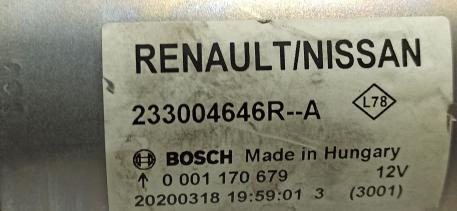 RENAULT/NISSAN
233004646R--A
L78
BOSCH Made in Hungary
↑ 0 001 170 679 12V
20200318 19:59:01 3 (3001)